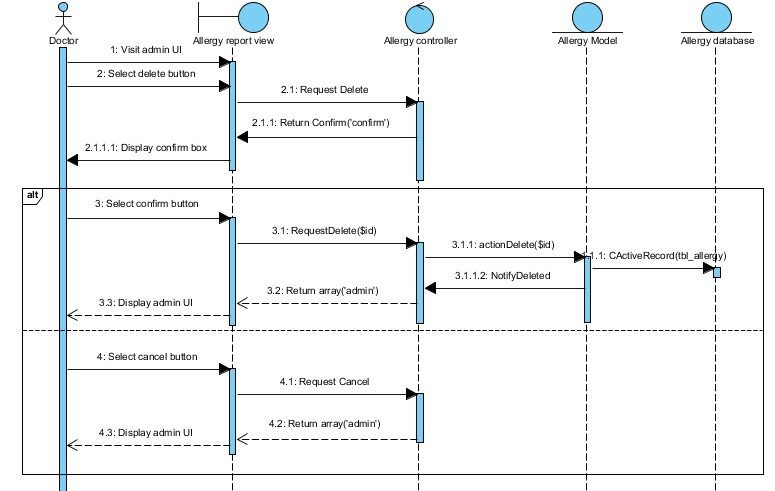 Doctor
Allergy report view
Allergy controller
Allergy Model
Allergy database
1: Visit admin UI
2: Select delete button
2.1: Request Delete
2.1.1: Return Confirm('confirm')
2.1.1.1: Display confirm box
alt
3: Select confirm button
3.1: RequestDelete($id)
3.1.1: actionDelete($id)
.1.1: CActiveRecord(tbl_allergy)
3.1.1.2: NotifyDeleted
3.2: Return array('admin')
3.3: Display admin UI
4: Select cancel button
4.1: Request Cancel
4.2: Return array('admin')
4.3: Display admin UI